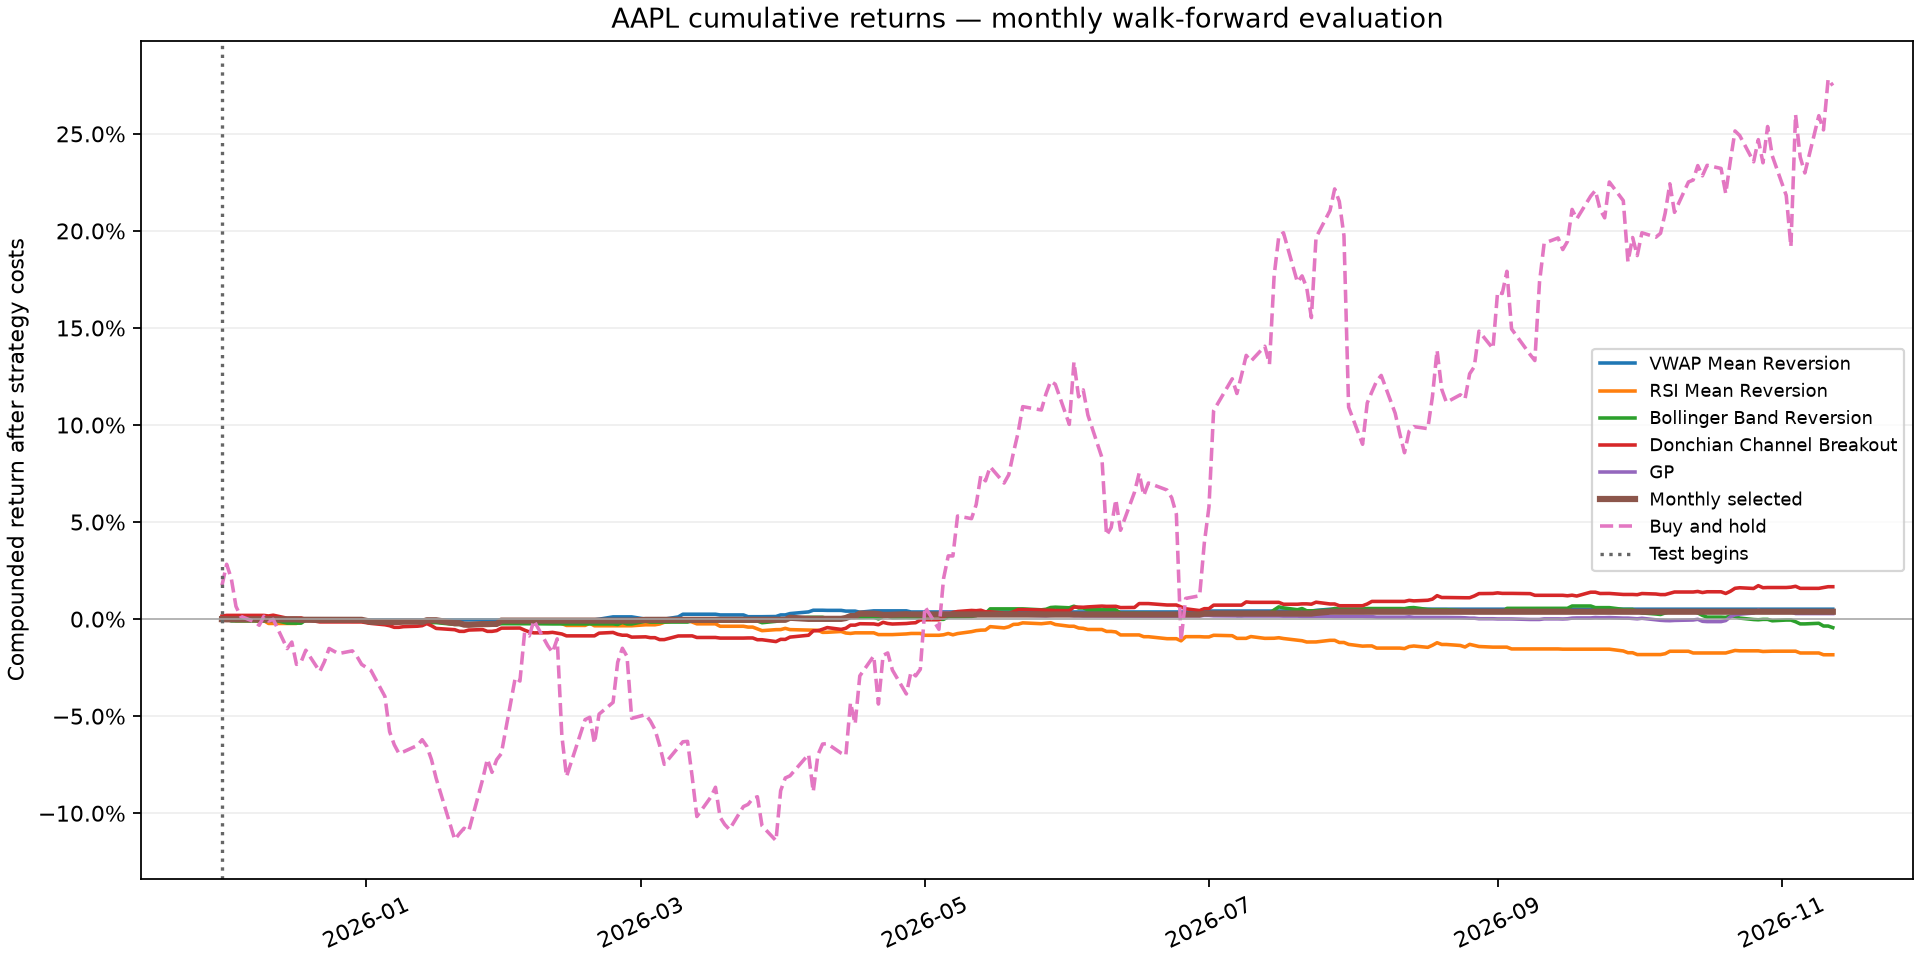 AAPL cumulative returns — monthly walk-forward evaluation
Compounded return after strategy costs
25.0%
20.0%
15.0%
10.0%
5.0%
0.0%
−5.0%
−10.0%
VWAP Mean Reversion
RSI Mean Reversion
Bollinger Band Reversion
Donchian Channel Breakout
GP
Monthly selected
Buy and hold
Test begins
2026-01
2026-03
2026-05
2026-07
2026-09
2026-11